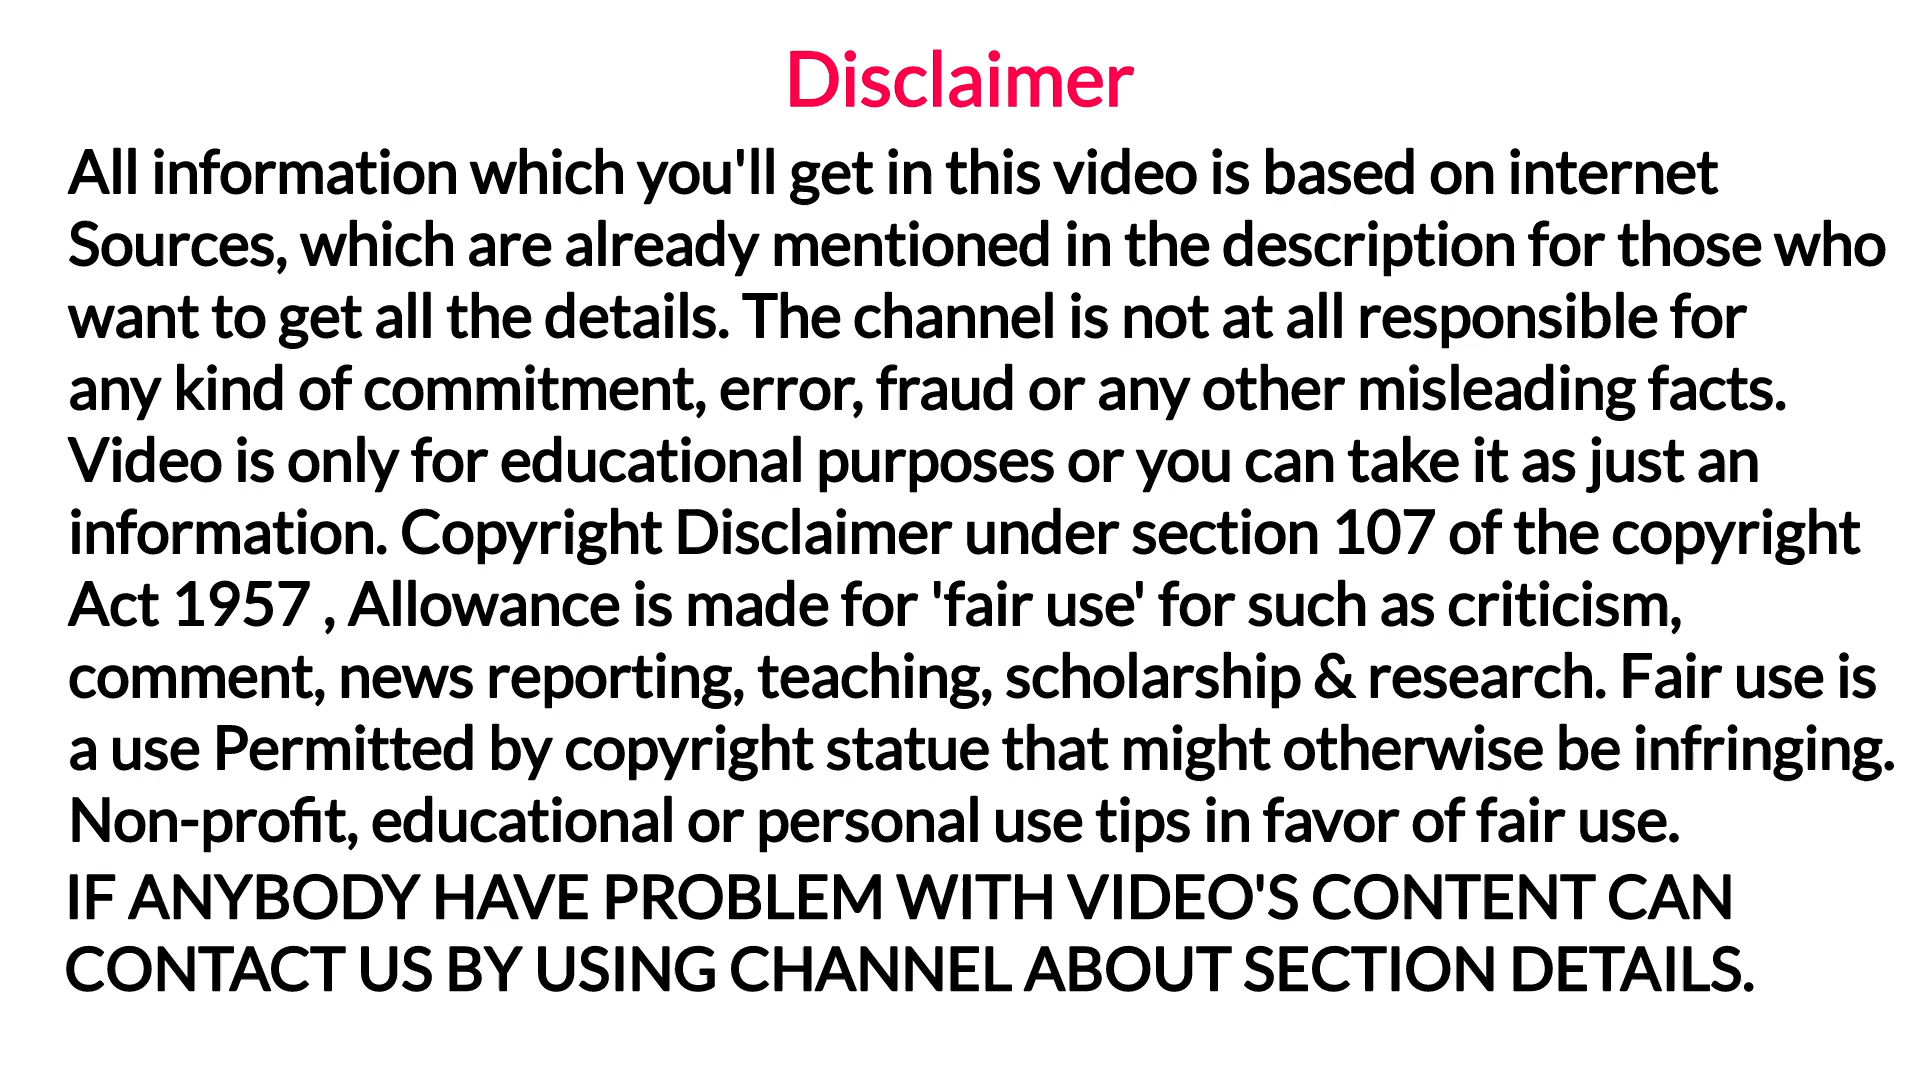 Disclaimer
All information which you'll get in this video is based on internet
Sources, which are already mentioned in the description for those who
want to get all the details. The channel is not at all responsible for
any kind of commitment, error, fraud or any other misleading facts.
Video is only for educational purposes or you can take it as just an
information. Copyright Disclaimer under section 107 of the copyright
Act 1957 , Allowance is made for 'fair use' for such as criticism,
comment, news reporting, teaching, scholarship & research. Fair use is
a use Permitted by copyright statue that might otherwise be infringing.
Non-profit, educational or personal use tips in favor of fair use.
IF ANYBODY HAVE PROBLEM WITH VIDEO'S CONTENT CAN
CONTACT US BY USING CHANNEL ABOUT SECTION DETAILS.